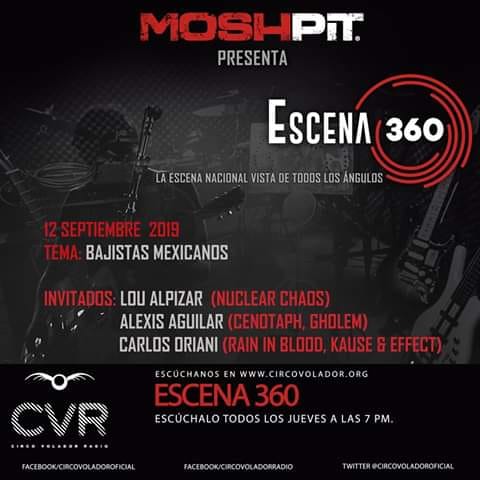 MOSHPIT.
PRESENTA
ESCENA 360
LA ESCENA NACIONAL VISTA DE TODOS LOS ÁNGULOS
12 SEPTIEMBRE 2019
TEMA: BAJISTAS MEXICANOS
INVITADOS: LOU ALPIZAR (NUCLEAR CHAOS)
ALEXIS AGUILAR (CENOTAPH, GHOLEM)
CARLOS ORIANI (RAIN IN BLOOD, KAUSE & EFFECT)
ESCÚCHANOS EN WWW.CIRCOVOLADOR.ORG
ESCENA 360
ESCÚCHALO TODOS LOS JUEVES A LAS 7 PM.
CVR
CIRCO VOLADOR RADIO
FACEBOOK/CIRCOVOLADOROFICIAL
FACEBOOK/CIRCOVOLADORRADIO
TWITTER @CIRCOVOLADOROFICIAL